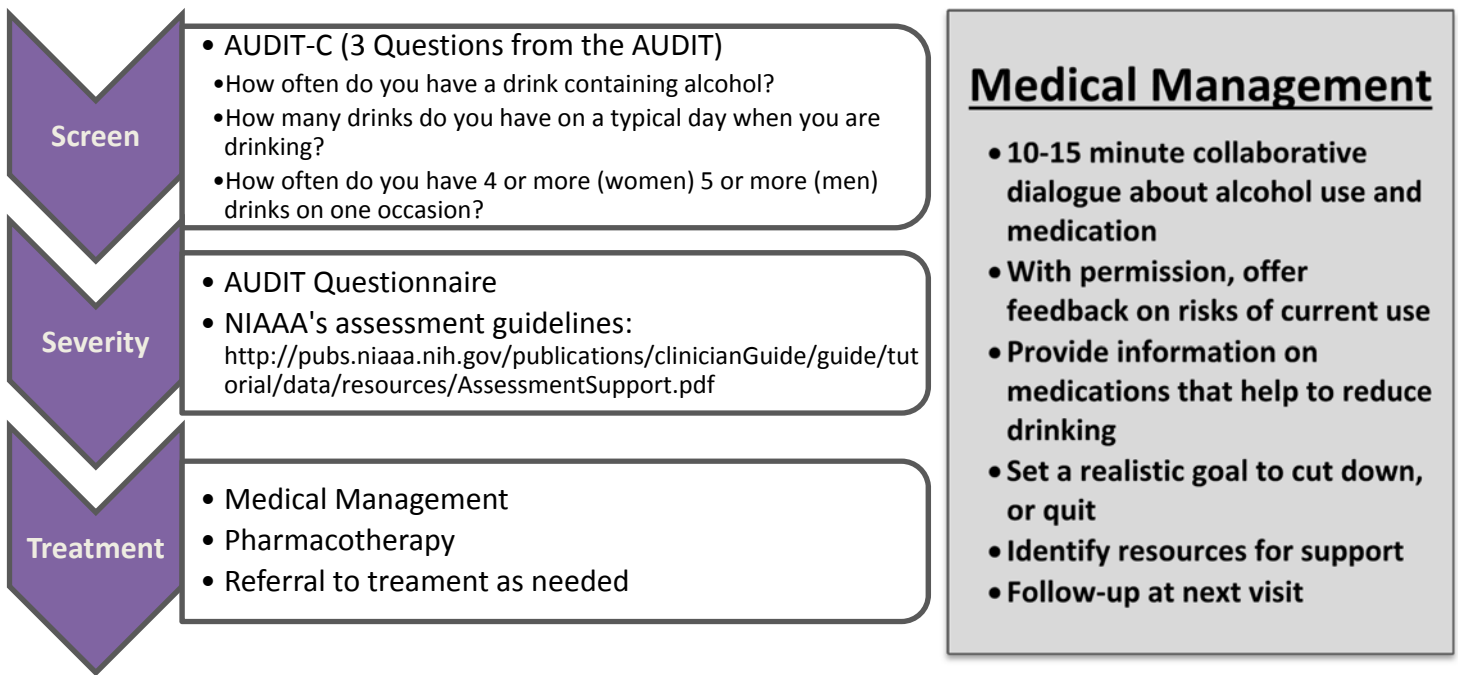 Screen
• AUDIT-C (3 Questions from the AUDIT)
•How often do you have a drink containing alcohol?
•How many drinks do you have on a typical day when you are
drinking?
•How often do you have 4 or more (women) 5 or more (men)
drinks on one occasion?
Severity
• AUDIT Questionnaire
• NIAAA's assessment guidelines:
http://pubs.niaaa.nih.gov/publications/clinicianGuide/guide/tut
orial/data/resources/AssessmentSupport.pdf
Treatment
• Medical Management
• Pharmacotherapy
• Referral to treament as needed
Medical Management
• 10-15 minute collaborative
dialogue about alcohol use and
medication
• With permission, offer
feedback on risks of current use
• Provide information on
medications that help to reduce
drinking
• Set a realistic goal to cut down,
or quit
• Identify resources for support
• Follow-up at next visit